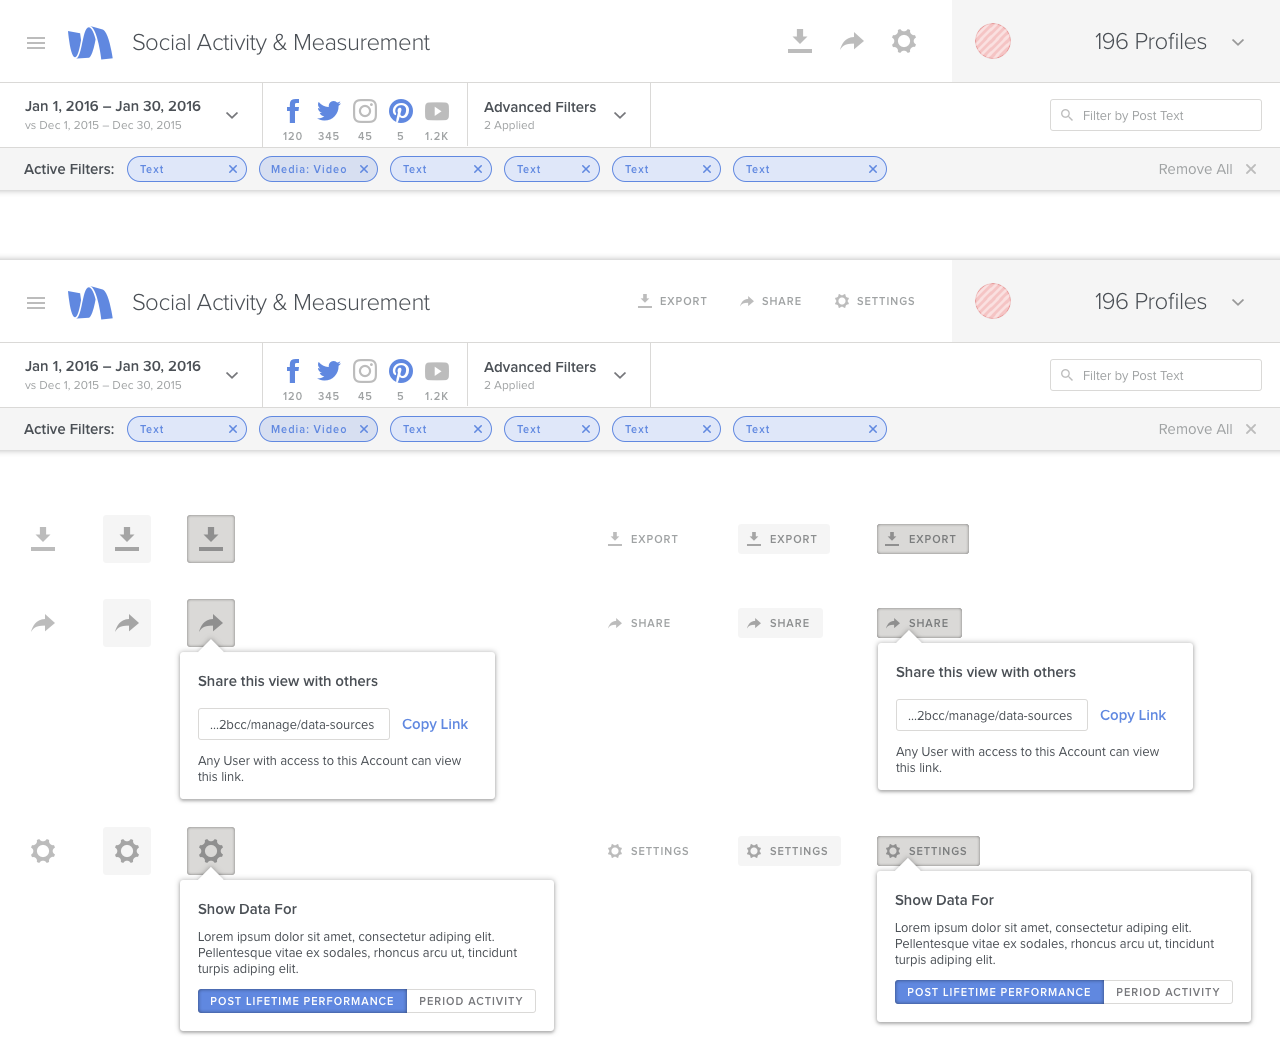 Social Activity & Measurement
196 Profiles
Jan 1, 2016 – Jan 30, 2016
vs Dec 1, 2015 – Dec 30, 2015
120 345 45 5 1.2K
Advanced Filters
2 Applied
Filter by Post Text
Active Filters: Text Media: Video Text Text Text Text Remove All
Social Activity & Measurement
EXPORT SHARE SETTINGS
196 Profiles
Jan 1, 2016 – Jan 30, 2016
vs Dec 1, 2015 – Dec 30, 2015
120 345 45 5 1.2K
Advanced Filters
2 Applied
Filter by Post Text
Active Filters: Text Media: Video Text Text Text Text Remove All
EXPORT EXPORT EXPORT
SHARE SHARE SHARE
Share this view with others
...2bcc/manage/data-sources Copy Link
Any User with access to this Account can view
this link.
Share this view with others
...2bcc/manage/data-sources Copy Link
Any User with access to this Account can view
this link.
SETTINGS SETTINGS SETTINGS
Show Data For
Lorem ipsum dolor sit amet, consectetur adiping elit.
Pellentesque vitae ex sodales, rhoncus arcu ut, tincidunt
turpis adiping elit.
POST LIFETIME PERFORMANCE PERIOD ACTIVITY
Show Data For
Lorem ipsum dolor sit amet, consectetur adiping elit.
Pellentesque vitae ex sodales, rhoncus arcu ut, tincidunt
turpis adiping elit.
POST LIFETIME PERFORMANCE PERIOD ACTIVITY